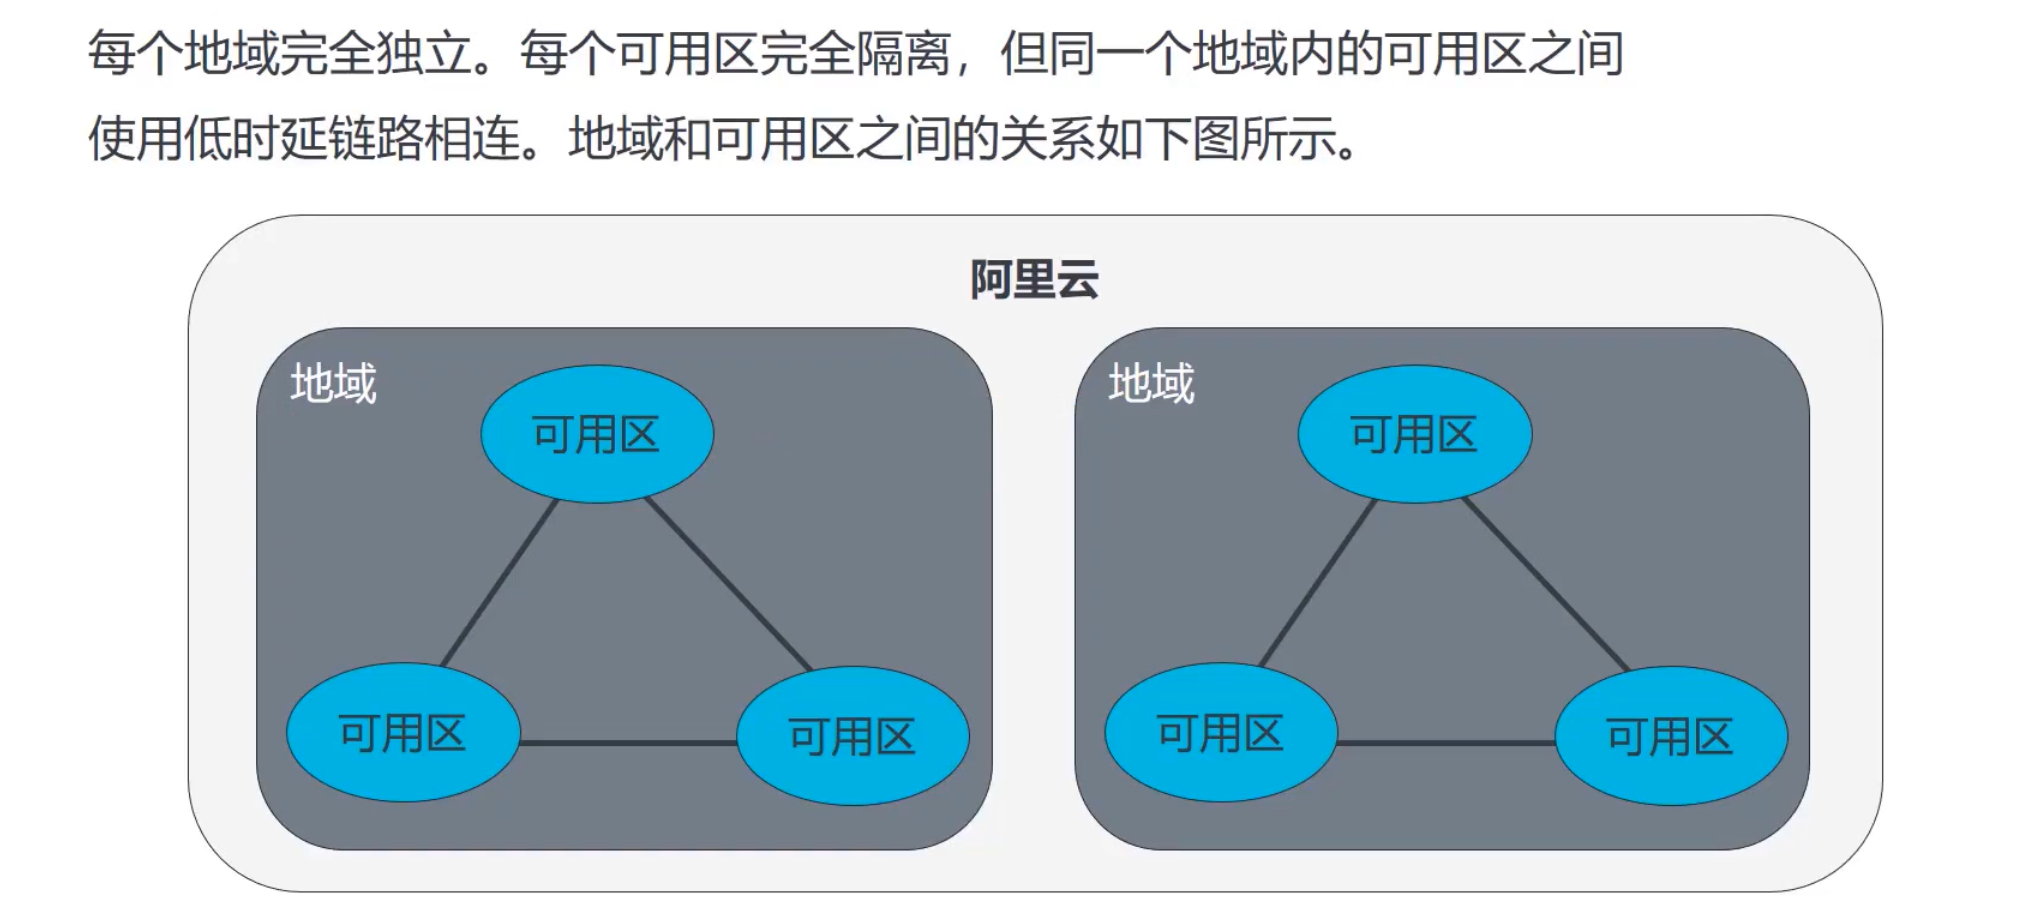 每个地域完全独立。每个可用区完全隔离，但同一个地域内的可用区之间
使用低时延链路相连。地域和可用区之间的关系如下图所示。
阿里云
地域
可用区
可用区
可用区
地域
可用区
可用区
可用区